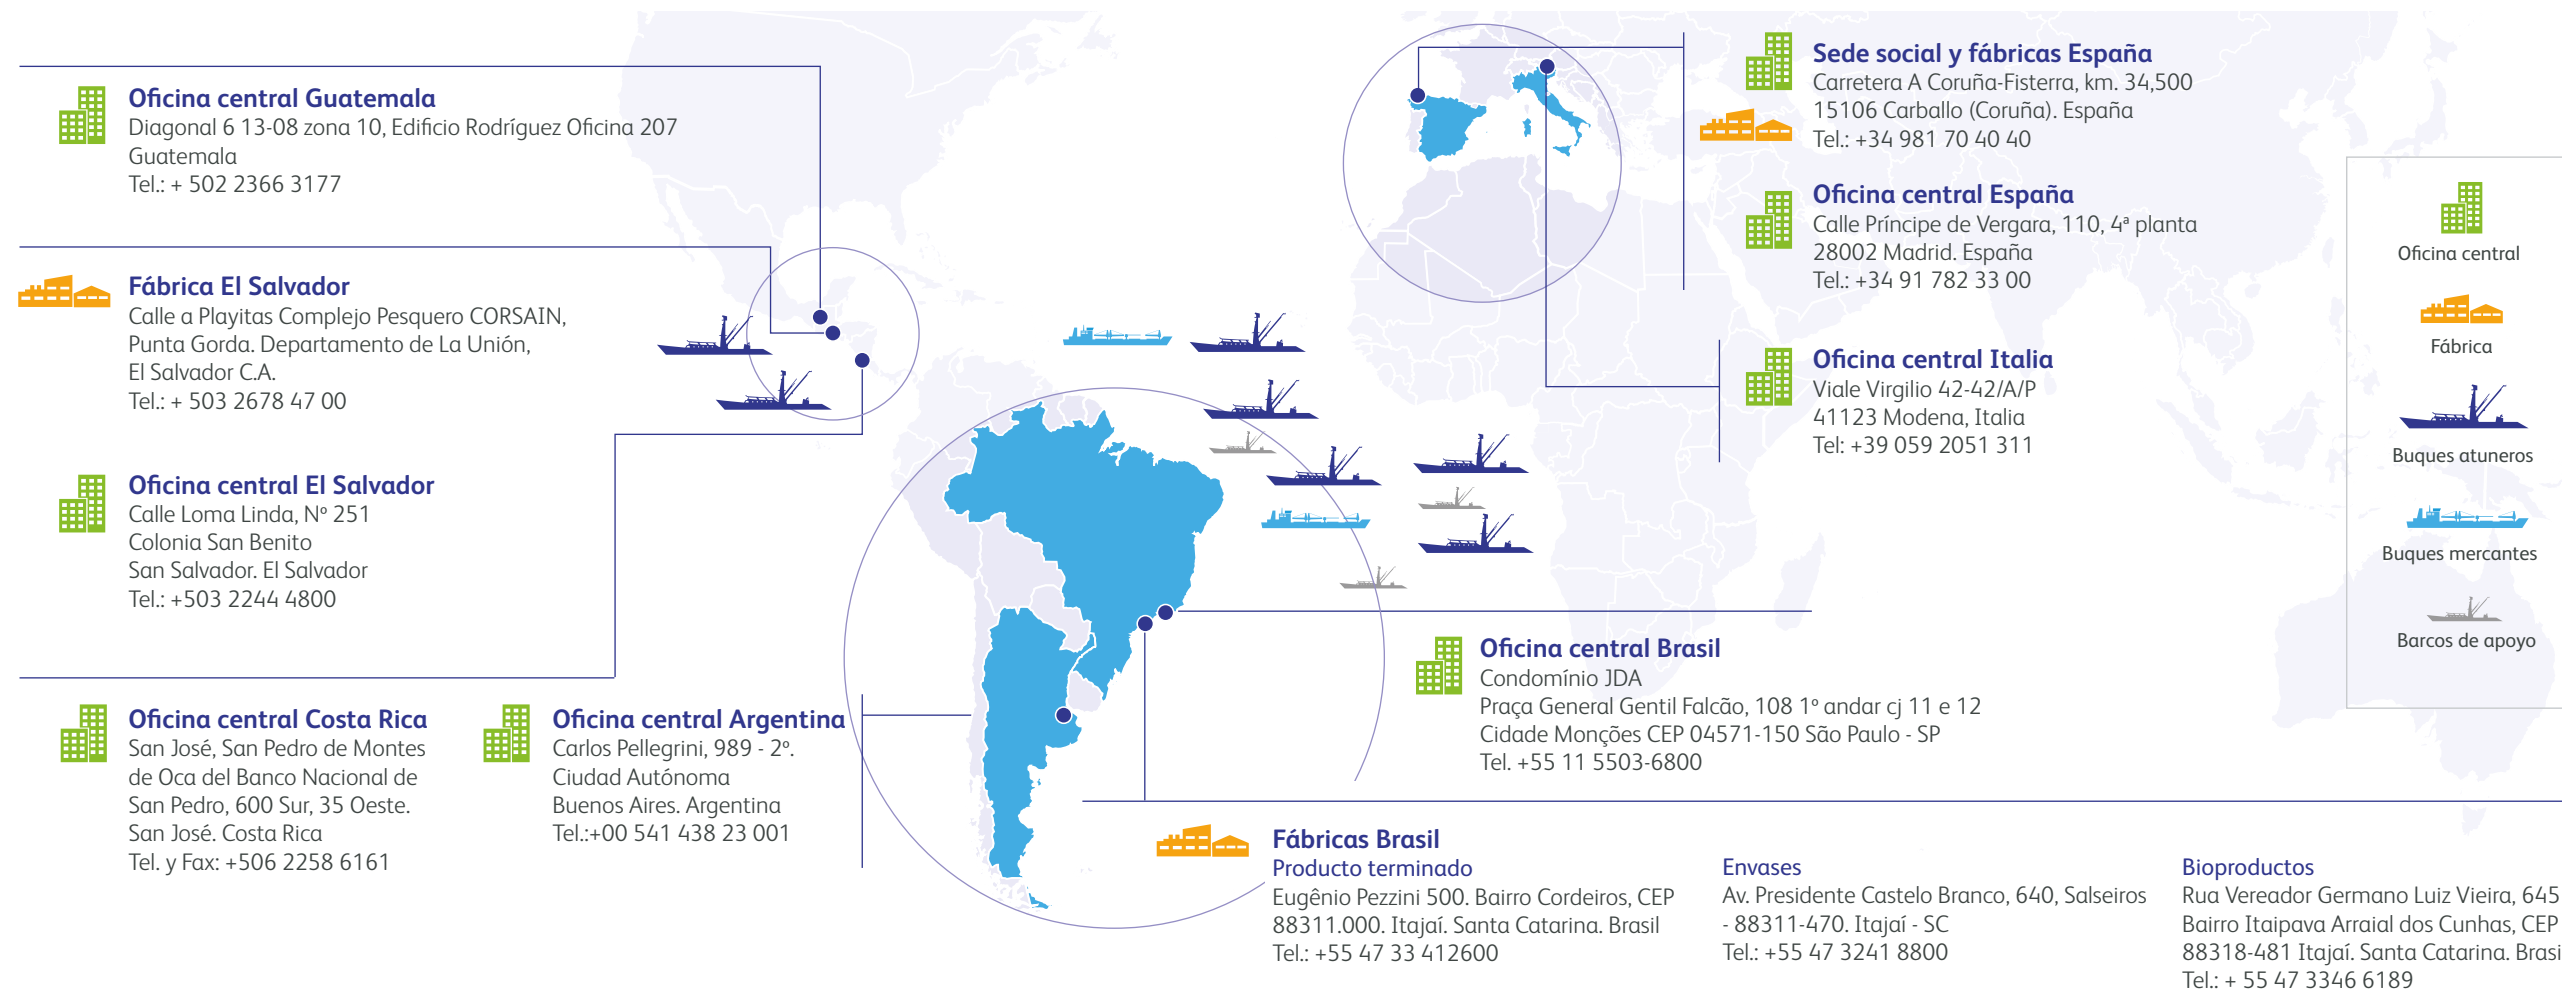 Oficina central Guatemala
Diagonal 6 13-08 zona 10, Edificio Rodríguez Oficina 207
Guatemala
Tel.: + 502 2366 3177
Fábrica El Salvador
Calle a Playitas Complejo Pesquero CORSAIN,
Punta Gorda. Departamento de La Unión,
El Salvador C.A.
Tel.: + 503 2678 47 00
Oficina central El Salvador
Calle Loma Linda, Nº 251
Colonia San Benito
San Salvador. El Salvador
Tel.: +503 2244 4800
Oficina central Costa Rica
San José, San Pedro de Montes
de Oca del Banco Nacional de
San Pedro, 600 Sur, 35 Oeste.
San José. Costa Rica
Tel. y Fax: +506 2258 6161
Oficina central Argentina
Carlos Pellegrini, 989 - 2º.
Ciudad Autónoma
Buenos Aires. Argentina
Tel.:+00 541 438 23 001
Sede social y fábricas España
Carretera A Coruña-Fisterra, km. 34,500
15106 Carballo (Coruña). España
Tel.: +34 981 70 40 40
Oficina central España
Calle Príncipe de Vergara, 110, 4ª planta
28002 Madrid. España
Tel.: +34 91 782 33 00
Oficina central Italia
Viale Virgilio 42-42/A/P
41123 Modena, Italia
Tel: +39 059 2051 311
Oficina central Brasil
Condomínio JDA
Praça General Gentil Falcão, 108 1º andar cj 11 e 12
Cidade Monções CEP 04571-150 São Paulo - SP
Tel. +55 11 5503-6800
Fábricas Brasil
Producto terminado
Eugênio Pezzini 500. Bairro Cordeiros, CEP
88311.000. Itajaí. Santa Catarina. Brasil
Tel.: +55 47 33 412600
Envases
Av. Presidente Castelo Branco, 640, Salseiros
- 88311-470. Itajaí - SC
Tel.: +55 47 3241 8800
Bioproductos
Rua Vereador Germano Luiz Vieira, 645
Bairro Itaipava Arraial dos Cunhas, CEP
88318-481 Itajaí. Santa Catarina. Brasi
Tel.: + 55 47 3346 6189
Oficina central
Fábrica
Buques atuneros
Buques mercantes
Barcos de apoyo